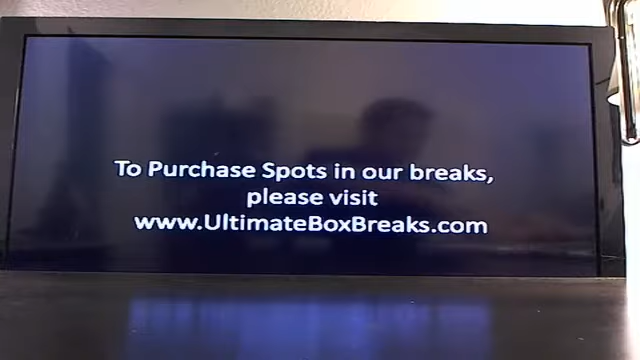 To Purchase Spots in our breaks,
please visit
www.UltimateBoxBreaks.com